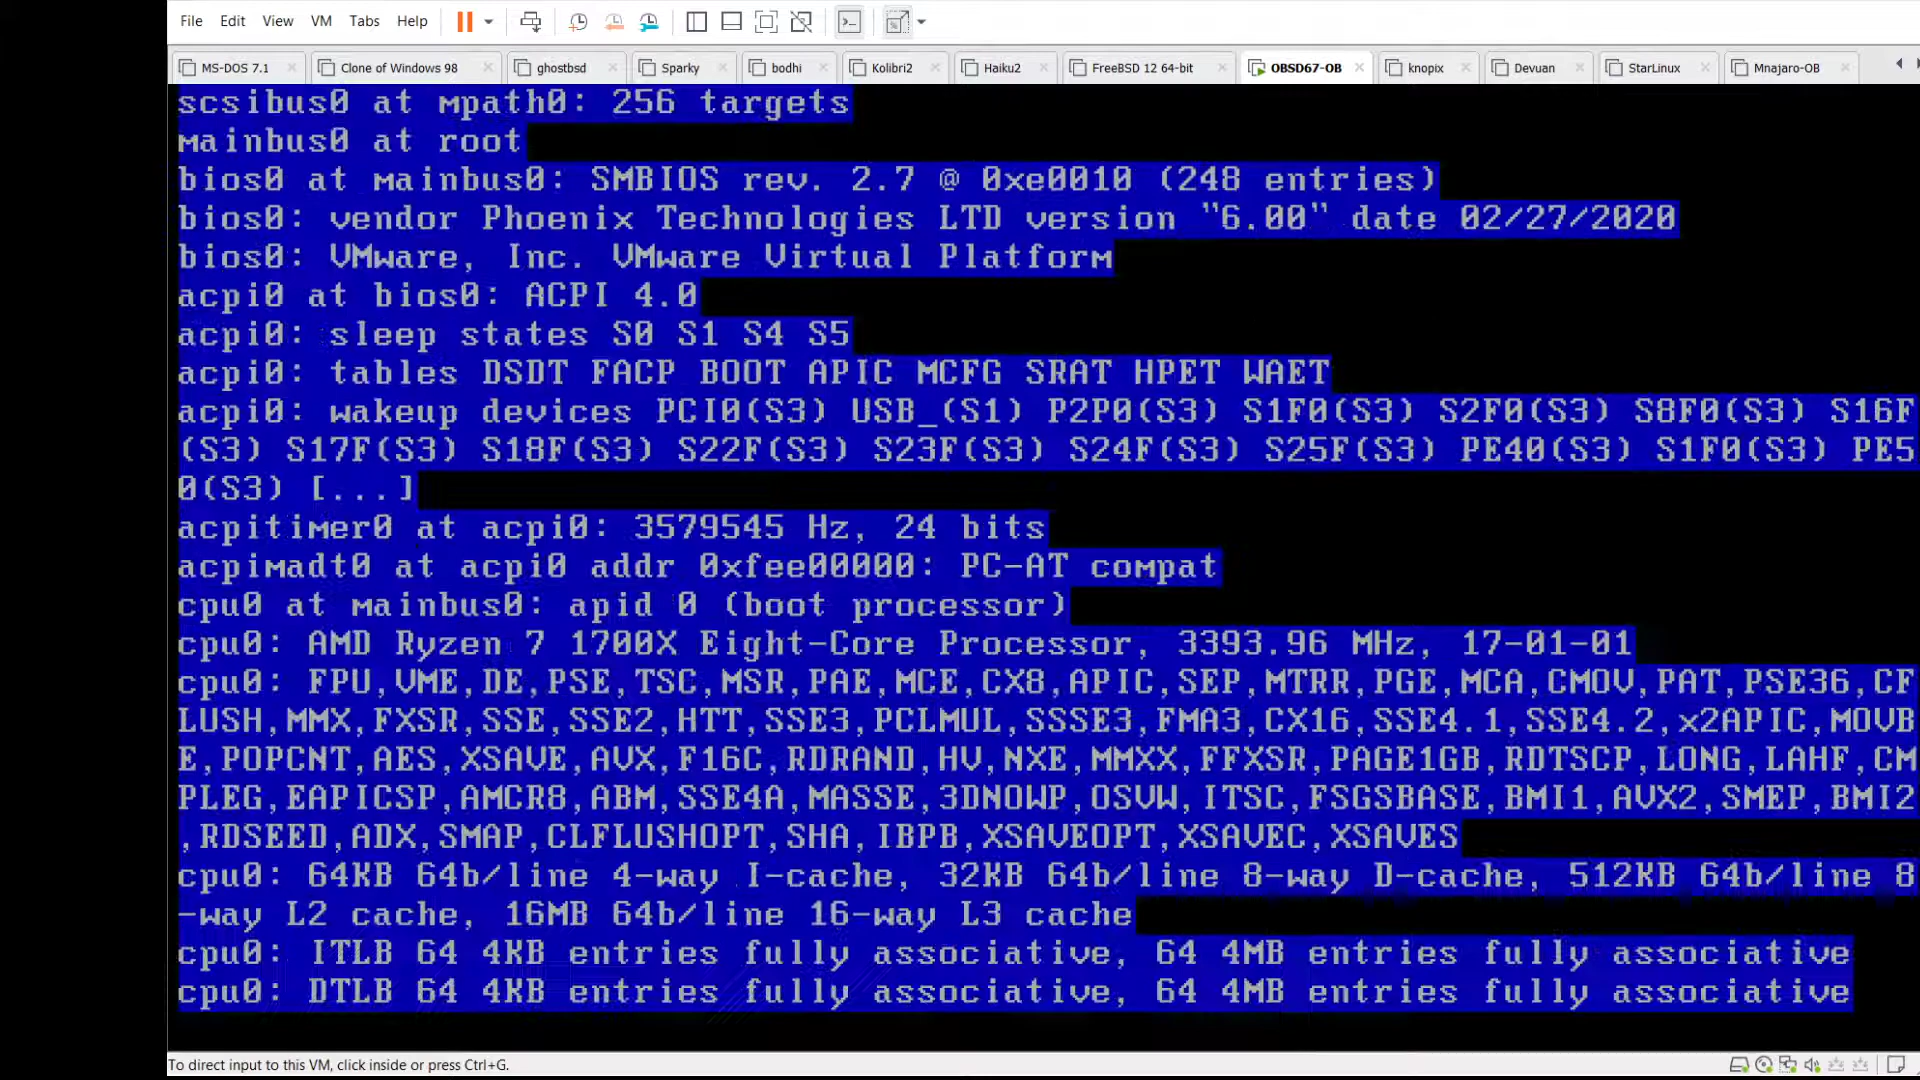 File Edit View VM Tabs Help
MS-DOS 7.1 Clone of Windows 98 ghostbsd Sparky bodhi Kolibri2 Haiku2 FreeBSD 12 64-bit OBSD67-OB knopix Devuan StarLinux Mnajaro-OB
scsibus0 at mpath0: 256 targets
mainbus0 at root
bios0 at mainbus0: SMBIOS rev. 2.7 @ 0xe0010 (248 entries)
bios0: vendor Phoenix Technologies LTD version "6.00" date 02/27/2020
bios0: VMware, Inc. VMware Virtual Platform
acpi0 at bios0: ACPI 4.0
acpi0: sleep states S0 S1 S4 S5
acpi0: tables DSDT FACP BOOT APIC MCFG SRAT HPET WAET
acpi0: wakeup devices PCI0(S3) USB_(S1) P2P0(S3) S1F0(S3) S2F0(S3) S8F0(S3) S16F
(S3) S17F(S3) S18F(S3) S22F(S3) S23F(S3) S24F(S3) S25F(S3) PE40(S3) S1F0(S3) PE5
0(S3) [...]
acpitimer0 at acpi0: 3579545 Hz, 24 bits
acpimadt0 at acpi0 addr 0xfee00000: PC-AT compat
cpu0 at mainbus0: apid 0 (boot processor)
cpu0: AMD Ryzen 7 1700X Eight-Core Processor, 3393.96 MHz, 17-01-01
cpu0: FPU,VME,DE,PSE,TSC,MSR,PAE,MCE,CX8,APIC,SEP,MTRR,PGE,MCA,CMOV,PAT,PSE36,CF
LUSH,MMX,FXSR,SSE,SSE2,HTT,SSE3,PCLMUL,SSSE3,FMA3,CX16,SSE4.1,SSE4.2,x2APIC,MOVB
E,POPCNT,AES,XSAVE,AVX,F16C,RDRAND,HV,NXE,MMXX,FFXSR,PAGE1GB,RDTSCP,LONG,LAHF,CM
PLEG,EAPICSP,AMCR8,ABM,SSE4A,MASSE,3DNOWP,OSVW,ITSC,FSGSBASE,BMI1,AVX2,SMEP,BMI2
,RDSEED,ADX,SMAP,CLFLUSHOPT,SHA,IBPB,XSAVEOPT,XSAVEC,XSAVES
cpu0: 64KB 64b/line 4-way I-cache, 32KB 64b/line 8-way D-cache, 512KB 64b/line 8
-way L2 cache, 16MB 64b/line 16-way L3 cache
cpu0: ITLB 64 4KB entries fully associative, 64 4MB entries fully associative
cpu0: DTLB 64 4KB entries fully associative, 64 4MB entries fully associative
To direct input to this VM, click inside or press Ctrl+G.